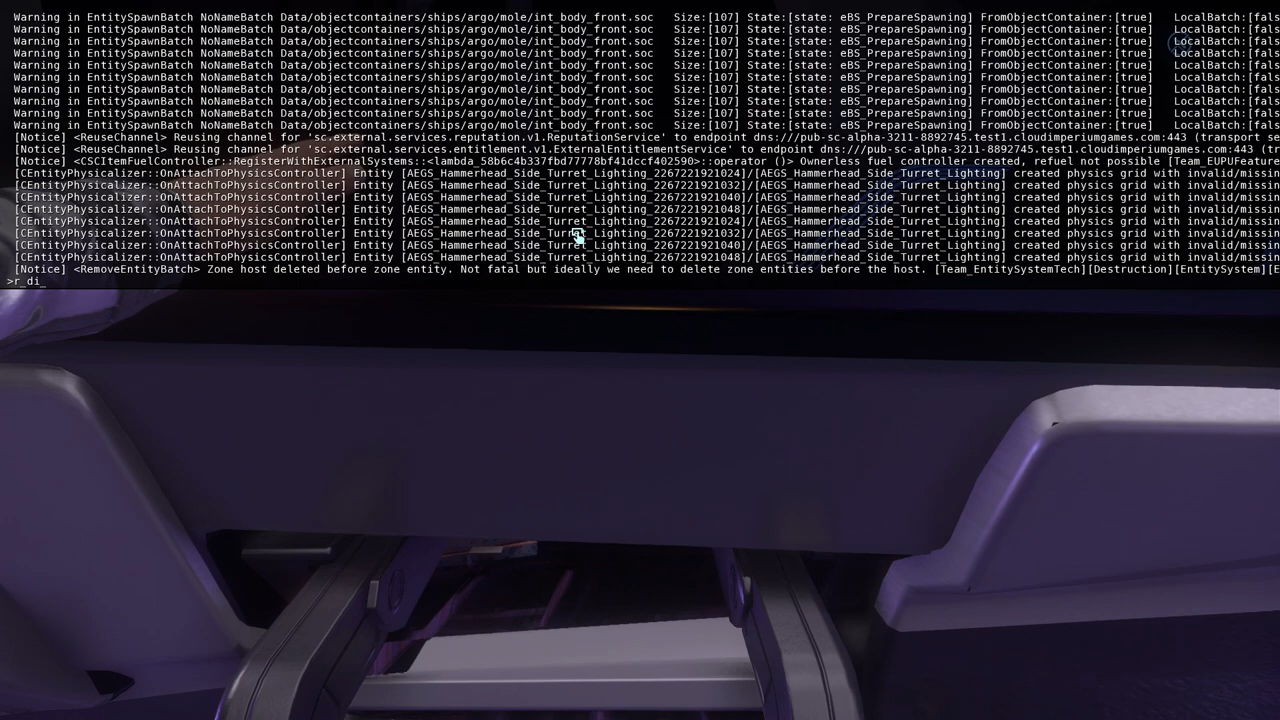 Warning in EntitySpawnBatch NoNameBatch Data/objectcontainers/ships/argo/mole/int_body_front.soc   Size:[107] State:[state: eBS_PrepareSpawning] FromObjectContainer:[true]   LocalBatch:[fals
Warning in EntitySpawnBatch NoNameBatch Data/objectcontainers/ships/argo/mole/int_body_front.soc   Size:[107] State:[state: eBS_PrepareSpawning] FromObjectContainer:[true]   LocalBatch:[fals
Warning in EntitySpawnBatch NoNameBatch Data/objectcontainers/ships/argo/mole/int_body_front.soc   Size:[107] State:[state: eBS_PrepareSpawning] FromObjectContainer:[true]   LocalBatch:[fals
Warning in EntitySpawnBatch NoNameBatch Data/objectcontainers/ships/argo/mole/int_body_front.soc   Size:[107] State:[state: eBS_PrepareSpawning] FromObjectContainer:[true]   LocalBatch:[fals
Warning in EntitySpawnBatch NoNameBatch Data/objectcontainers/ships/argo/mole/int_body_front.soc   Size:[107] State:[state: eBS_PrepareSpawning] FromObjectContainer:[true]   LocalBatch:[fals
Warning in EntitySpawnBatch NoNameBatch Data/objectcontainers/ships/argo/mole/int_body_front.soc   Size:[107] State:[state: eBS_PrepareSpawning] FromObjectContainer:[true]   LocalBatch:[fals
Warning in EntitySpawnBatch NoNameBatch Data/objectcontainers/ships/argo/mole/int_body_front.soc   Size:[107] State:[state: eBS_PrepareSpawning] FromObjectContainer:[true]   LocalBatch:[fals
Warning in EntitySpawnBatch NoNameBatch Data/objectcontainers/ships/argo/mole/int_body_front.soc   Size:[107] State:[state: eBS_PrepareSpawning] FromObjectContainer:[true]   LocalBatch:[fals
Warning in EntitySpawnBatch NoNameBatch Data/objectcontainers/ships/argo/mole/int_body_front.soc   Size:[107] State:[state: eBS_PrepareSpawning] FromObjectContainer:[true]   LocalBatch:[fals
Warning in EntitySpawnBatch NoNameBatch Data/objectcontainers/ships/argo/mole/int_body_front.soc   Size:[107] State:[state: eBS_PrepareSpawning] FromObjectContainer:[true]   LocalBatch:[fals
[Notice] <ReuseChannel> Reusing channel for 'sc.external.services.reputation.v1.ReputationService' to endpoint dns:///pub-sc-alpha-3211-8892745.test1.cloudimperiumgames.com:443 (transport se
[Notice] <ReuseChannel> Reusing channel for 'sc.external.services.entitlement.v1.ExternalEntitlementService' to endpoint dns:///pub-sc-alpha-3211-8892745.test1.cloudimperiumgames.com:443 (tr
[Notice] <CSCItemFuelController::RegisterWithExternalSystems::<lambda_58b6c4b337fbd77778bf41dccf402590>::operator ()> Ownerless fuel controller created, refuel not possible [Team_EUPUFeature
[CEntityPhysicalizer::OnAttachToPhysicsController] Entity [AEGS_Hammerhead_Side_Turret_Lighting_2267221921024]/[AEGS_Hammerhead_Side_Turret_Lighting] created physics grid with invalid/missin
[CEntityPhysicalizer::OnAttachToPhysicsController] Entity [AEGS_Hammerhead_Side_Turret_Lighting_2267221921032]/[AEGS_Hammerhead_Side_Turret_Lighting] created physics grid with invalid/missin
[CEntityPhysicalizer::OnAttachToPhysicsController] Entity [AEGS_Hammerhead_Side_Turret_Lighting_2267221921040]/[AEGS_Hammerhead_Side_Turret_Lighting] created physics grid with invalid/missin
[CEntityPhysicalizer::OnAttachToPhysicsController] Entity [AEGS_Hammerhead_Side_Turret_Lighting_2267221921048]/[AEGS_Hammerhead_Side_Turret_Lighting] created physics grid with invalid/missin
[CEntityPhysicalizer::OnAttachToPhysicsController] Entity [AEGS_Hammerhead_Side_Turret_Lighting_2267221921024]/[AEGS_Hammerhead_Side_Turret_Lighting] created physics grid with invalid/missin
[CEntityPhysicalizer::OnAttachToPhysicsController] Entity [AEGS_Hammerhead_Side_Turret_Lighting_2267221921032]/[AEGS_Hammerhead_Side_Turret_Lighting] created physics grid with invalid/missin
[CEntityPhysicalizer::OnAttachToPhysicsController] Entity [AEGS_Hammerhead_Side_Turret_Lighting_2267221921040]/[AEGS_Hammerhead_Side_Turret_Lighting] created physics grid with invalid/missin
[CEntityPhysicalizer::OnAttachToPhysicsController] Entity [AEGS_Hammerhead_Side_Turret_Lighting_2267221921048]/[AEGS_Hammerhead_Side_Turret_Lighting] created physics grid with invalid/missin
[Notice] <RemoveEntityBatch> Zone host deleted before zone entity. Not fatal but ideally we need to delete zone entities before the host. [Team_EntitySystemTech][Destruction][EntitySystem][E
>r_di_